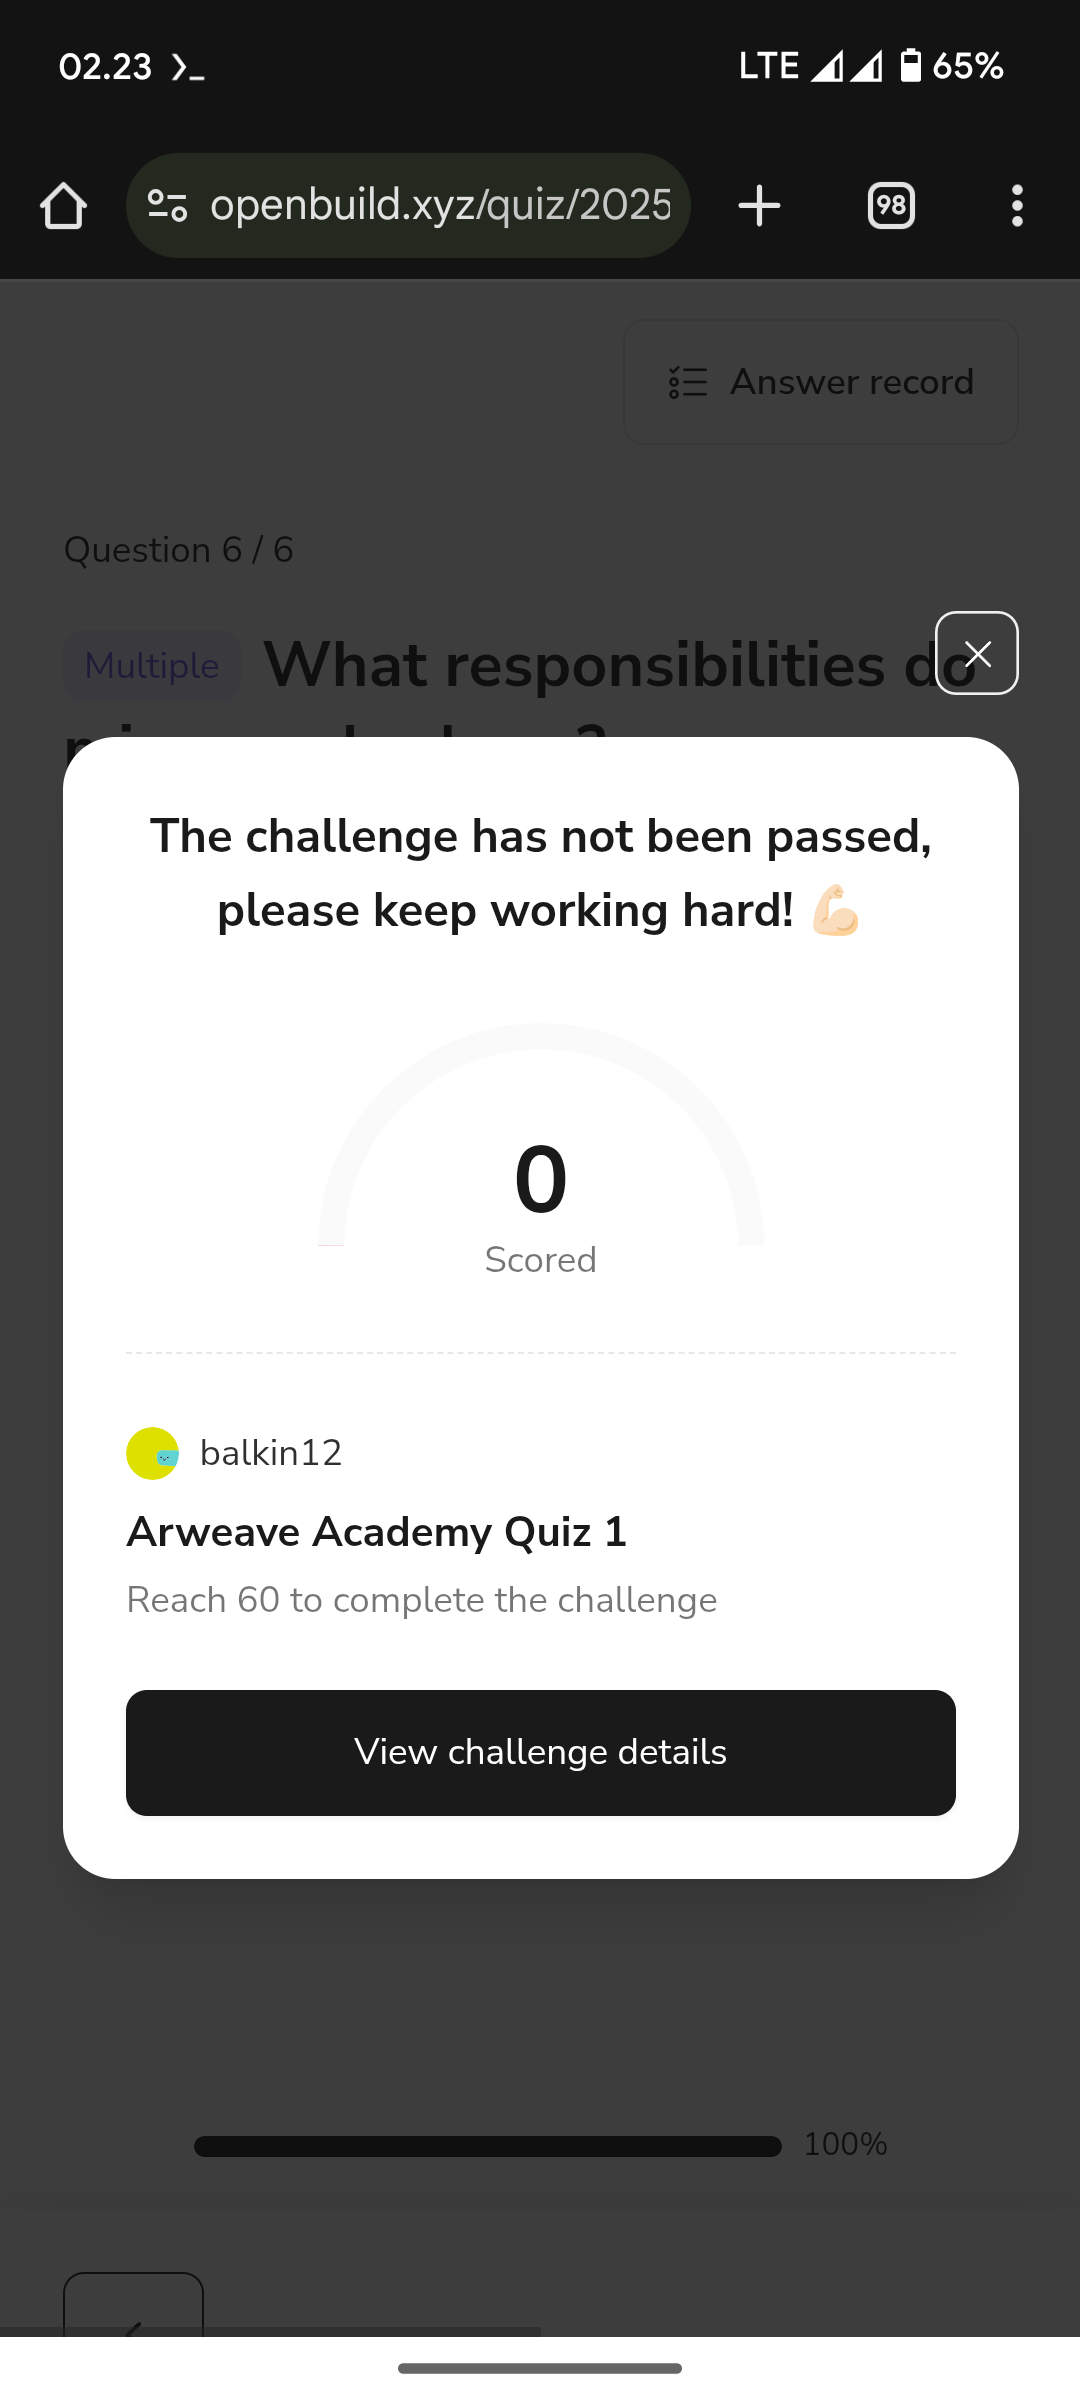 02.23
LTE 65%
openbuild.xyz/quiz/2025
98
Answer record
Question 6 / 6
Multiple What responsibilities do
The challenge has not been passed,
please keep working hard! 💪🏻
0
Scored
balkin12
Arweave Academy Quiz 1
Reach 60 to complete the challenge
View challenge details
100%